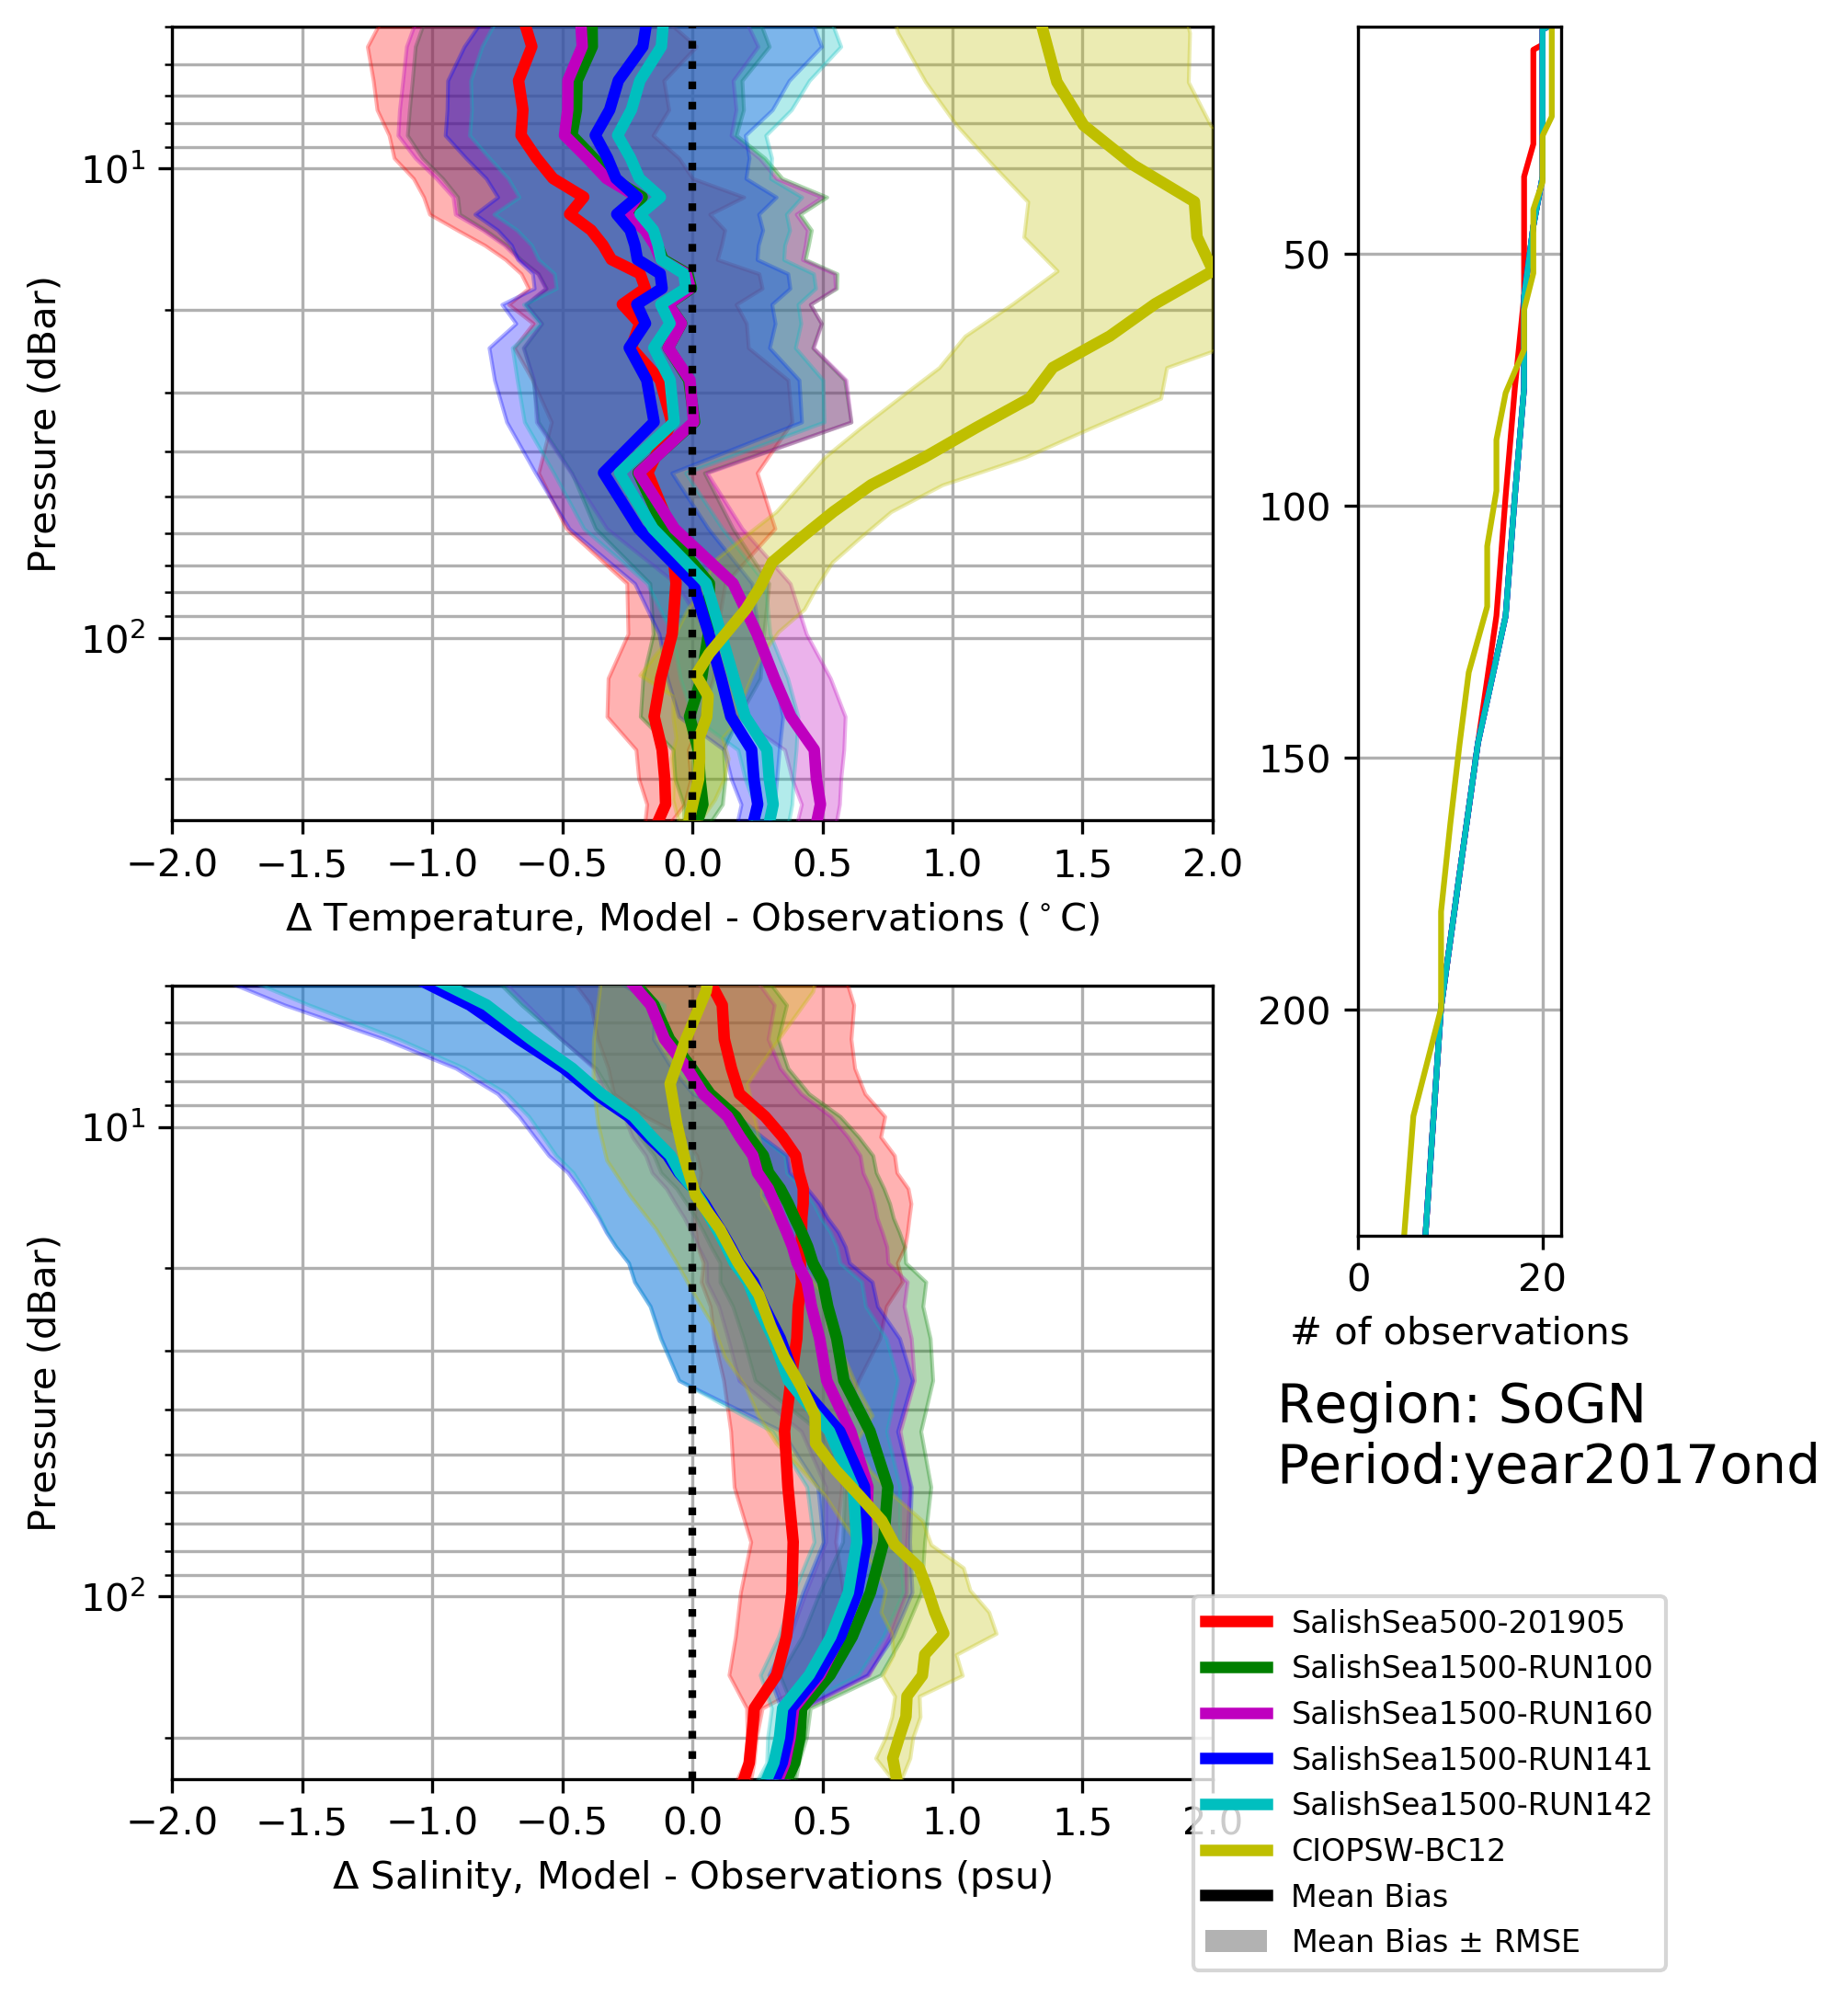 Pressure (dBar)
10¹
10²
−2.0 −1.5 −1.0 −0.5 0.0 0.5 1.0 1.5 2.0
Δ Temperature, Model - Observations (°C)
Pressure (dBar)
10¹
10²
−2.0 −1.5 −1.0 −0.5 0.0 0.5 1.0 1.5 2.0
Δ Salinity, Model - Observations (psu)
50
100
150
200
0 20
# of observations
Region: SoGN
Period:year2017ond
SalishSea500-201905
SalishSea1500-RUN100
SalishSea1500-RUN160
SalishSea1500-RUN141
SalishSea1500-RUN142
CIOPSW-BC12
Mean Bias
Mean Bias ± RMSE